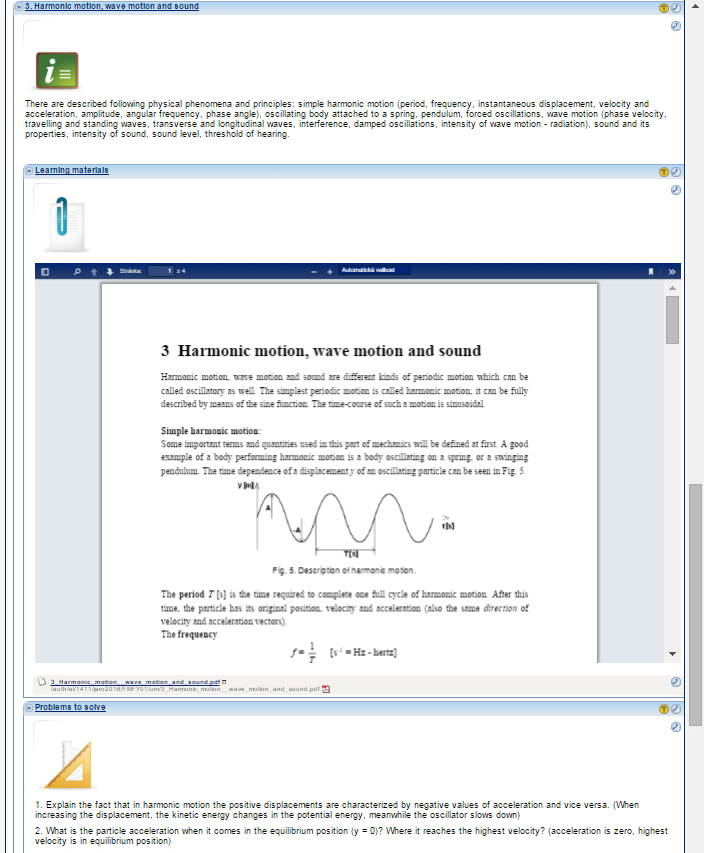 3. Harmonic motion, wave motion and sound
There are described following physical phenomena and principles: simple harmonic motion (period, frequency, instantaneous displacement, velocity and
acceleration, amplitude, angular frequency, phase angle), oscillating body attached to a spring, pendulum, forced oscillations, wave motion (phase velocity,
travelling and standing waves, transverse and longitudinal waves, interference, damped oscillations, intensity of wave motion - radiation), sound and its
properties, intensity of sound, sound level, threshold of hearing.
Learning materials
Stránka: 1 z 4
Automatická velikost
3 Harmonic motion, wave motion and sound
Harmonic motion, wave motion and sound are different kinds of periodic motion which can be
called oscillatory as well. The simplest periodic motion is called harmonic motion; it can be fully
described by means of the sine function. The time-course of such a motion is sinusoidal.
Simple harmonic motion:
Some important terms and quantities used in this part of mechanics will be defined at first. A good
example of a body performing harmonic motion is a body oscillating on a spring, or a swinging
pendulum. The time dependence of a displacement y of an oscillating particle can be seen in Fig. 5.
y [m]
A
-A
t[s]
T[s]
Fig. 5. Description of harmonic motion.
The period T [s] is the time required to complete one full cycle of harmonic motion. After this
time, the particle has its original position, velocity and acceleration (also the same direction of
velocity and acceleration vectors).
The frequency
f = 1/T [s⁻¹ = Hz - hertz]
3_Harmonic_motion__wave_motion_and_sound.pdf
/auth/el/1411/jaro2016/FMFY01/um/3_Harmonic_motion__wave_motion_and_sound.pdf
Problems to solve
1. Explain the fact that in harmonic motion the positive displacements are characterized by negative values of acceleration and vice versa. (When
increasing the displacement, the kinetic energy changes in the potential energy, meanwhile the oscillator slows down)
2. What is the particle acceleration when it comes in the equilibrium position (y = 0)? Where it reaches the highest velocity? (acceleration is zero, highest
velocity is in equilibrium position)